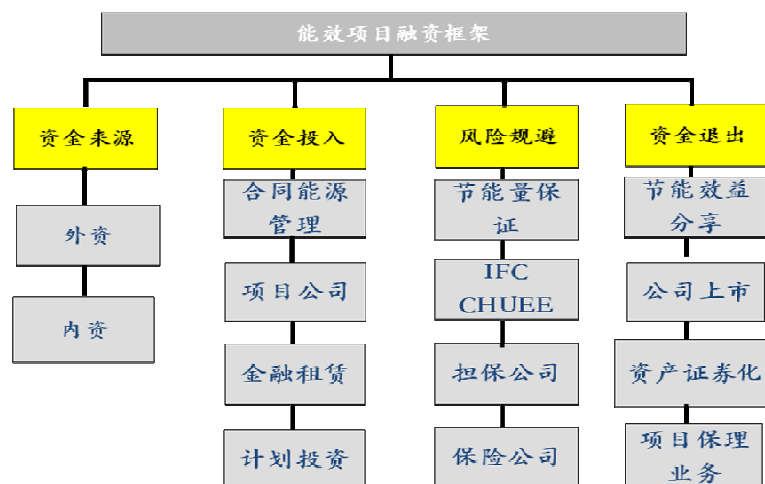 能效项目融资框架
资金来源
资金投入
风险规避
资金退出
外资
内资
合同能源
管理
项目公司
金融租赁
计划投资
节能量保
证
IFC
CHUEE
担保公司
保险公司
节能效益
分享
公司上市
资产证券化
项目保理
业务